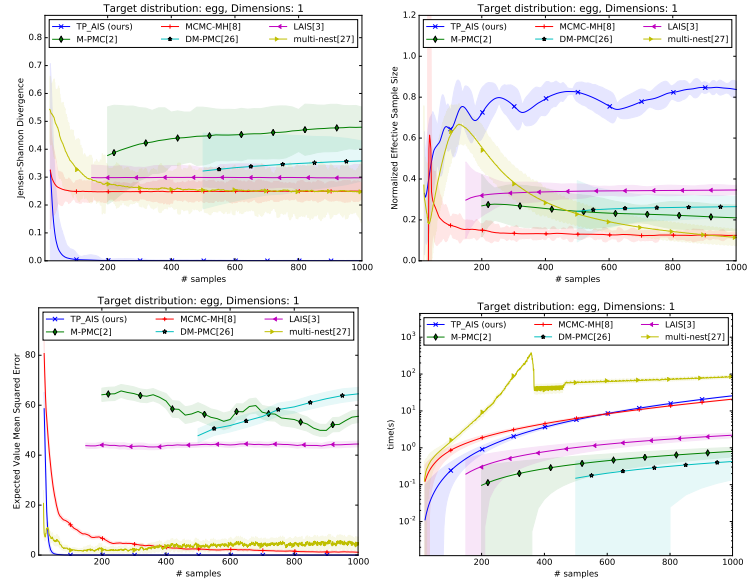 Target distribution: egg, Dimensions: 1
TP_AIS (ours)
MCMC-MH[8]
LAIS[3]
M-PMC[2]
DM-PMC[26]
multi-nest[27]
Jensen-Shannon Divergence
0.8
0.7
0.6
0.5
0.4
0.3
0.2
0.1
0.0
200
400
600
800
1000
# samples
Target distribution: egg, Dimensions: 1
TP_AIS (ours)
MCMC-MH[8]
LAIS[3]
M-PMC[2]
DM-PMC[26]
multi-nest[27]
Normalized Effective Sample Size
1.2
1.0
0.8
0.6
0.4
0.2
0.0
200
400
600
800
1000
# samples
Target distribution: egg, Dimensions: 1
TP_AIS (ours)
MCMC-MH[8]
LAIS[3]
M-PMC[2]
DM-PMC[26]
multi-nest[27]
Expected Value Mean Squared Error
80
60
40
20
0
200
400
600
800
1000
# samples
Target distribution: egg, Dimensions: 1
TP_AIS (ours)
MCMC-MH[8]
LAIS[3]
M-PMC[2]
DM-PMC[26]
multi-nest[27]
time(s)
10³
10²
10¹
10⁰
10⁻¹
10⁻²
200
400
600
800
1000
# samples